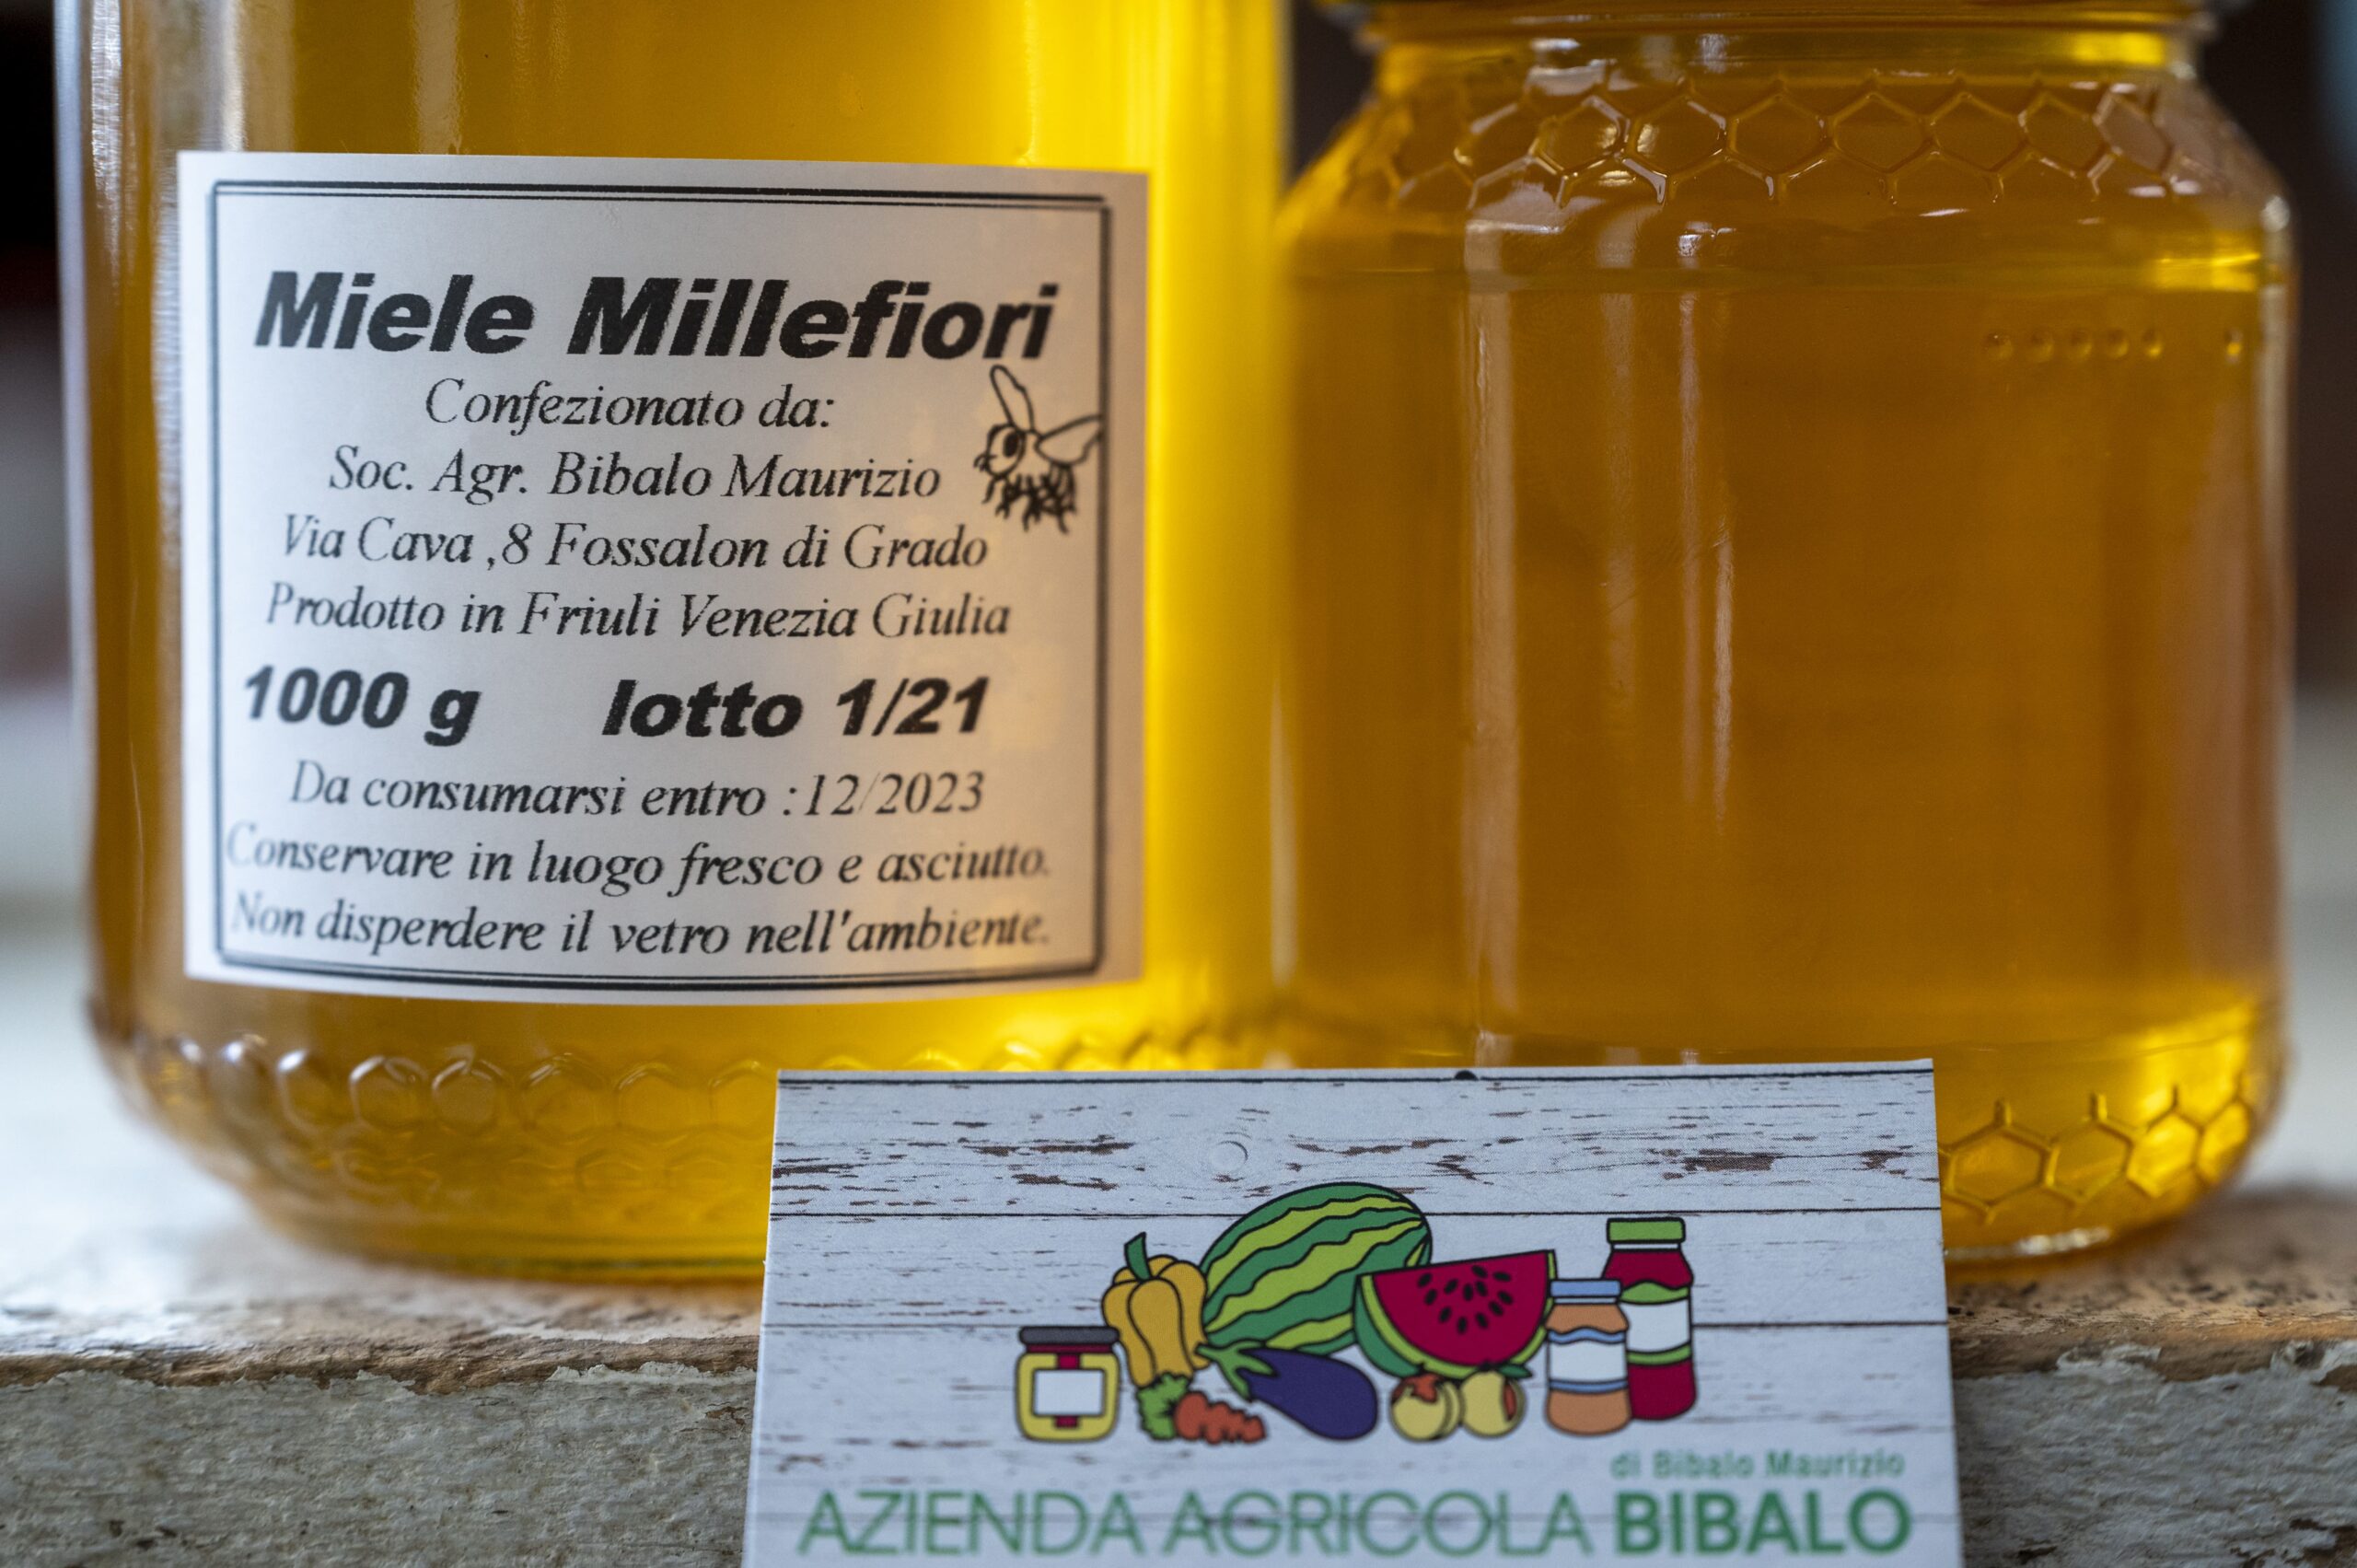 Miele Millefiori
Confezionato da:
Soc. Agr. Bibalo Maurizio
Via Cava ,8 Fossalon di Grado
Prodotto in Friuli Venezia Giulia
1000 g lotto 1/21
Da consumarsi entro :12/2023
Conservare in luogo fresco e asciutto.
Non disperdere il vetro nell'ambiente.
di Bibalo Maurizio
AZIENDA AGRICOLA BIBALO